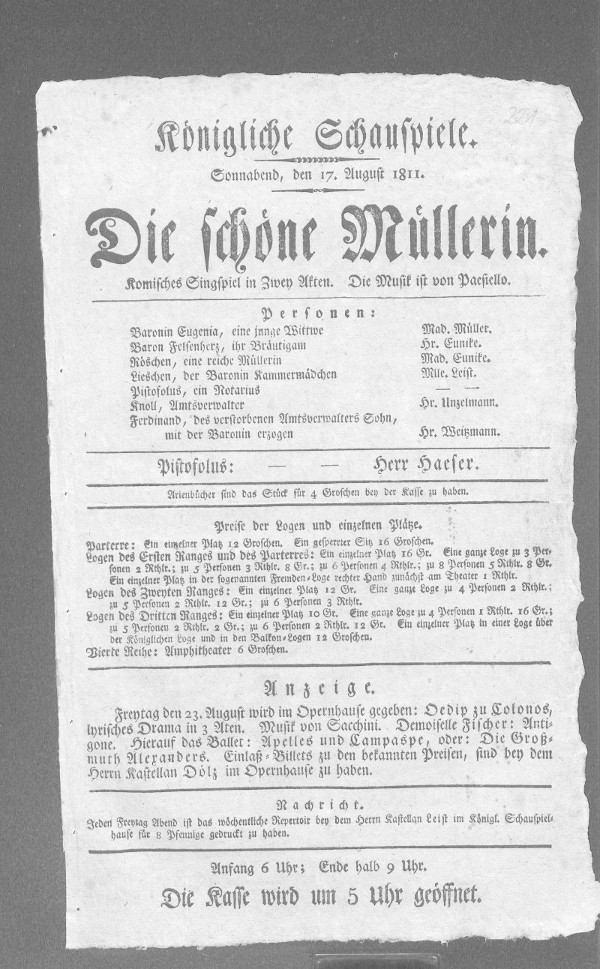 221
Königliche Schauspiele.
Sonnabend, den 17. August 1811.
Die schöne Müllerin.
Komisches Singspiel in Zwey Akten. Die Musik ist von Paesiello.
Personen:
Baronin Eugenia, eine junge Wittwe Mad. Müller.
Baron Felsenherz, ihr Bräutigam Hr. Eunike.
Röschen, eine reiche Müllerin Mad. Eunike.
Lieschen, der Baronin Kammermädchen Mlle. Leist.
Pistofolus, ein Notarius — —
Knoll, Amtsverwalter Hr. Unzelmann.
Ferdinand, des verstorbenen Amtsverwalters Sohn,
mit der Baronin erzogen Hr. Weitzmann.
Pistofolus: — — Herr Haeser.
Arienbücher sind das Stück für 4 Groschen bey der Kasse zu haben.
Preise der Logen und einzelnen Plätze.
Parterre: Ein einzelner Platz 12 Groschen. Ein gesperrter Sitz 16 Groschen.
Logen des Ersten Ranges und des Parterres: Ein einzelner Platz 16 Gr. Eine ganze Loge zu 3 Per-
sonen 2 Rthlr.; zu 5 Personen 3 Rthlr. 8 Gr.; zu 6 Personen 4 Rthlr.; zu 8 Personen 5 Rthlr. 8 Gr.
Ein einzelner Platz in der sogenannten Fremden-Loge rechter Hand zunächst am Theater 1 Rthlr.
Logen des Zweyten Ranges: Ein einzelner Platz 12 Gr. Eine ganze Loge zu 4 Personen 2 Rthlr.;
zu 5 Personen 2 Rthlr. 12 Gr.; zu 6 Personen 3 Rthlr.
Logen des Dritten Ranges: Ein einzelner Platz 10 Gr. Eine ganze Loge zu 4 Personen 1 Rthlr. 16 Gr.;
zu 5 Personen 2 Rthlr. 2 Gr.; zu 6 Personen 2 Rthlr. 12 Gr. Ein einzelner Platz in einer Loge über
der Königlichen Loge und in den Balkon-Logen 12 Groschen.
Vierte Reihe: Amphitheater 6 Groschen.
Anzeige.
Freytag den 23. August wird im Opernhause gegeben: Oedip zu Colonos,
lyrisches Drama in 3 Aten. Musik von Sacchini. Demoiselle Fischer: Anti-
gone. Hierauf das Ballet: Apelles und Campaspe, oder: Die Groß-
muth Alexanders. Einlaß-Billets zu den bekannten Preisen, sind bey dem
Herrn Kastellan Dölz im Opernhause zu haben.
Nachricht.
Jeden Freytag Abend ist das wöchentliche Repertoir bey dem Herrn Kastellan Leist im Königl. Schauspiel-
hause für 8 Pfennige gedruckt zu haben.
Anfang 6 Uhr; Ende halb 9 Uhr.
Die Kasse wird um 5 Uhr geöffnet.